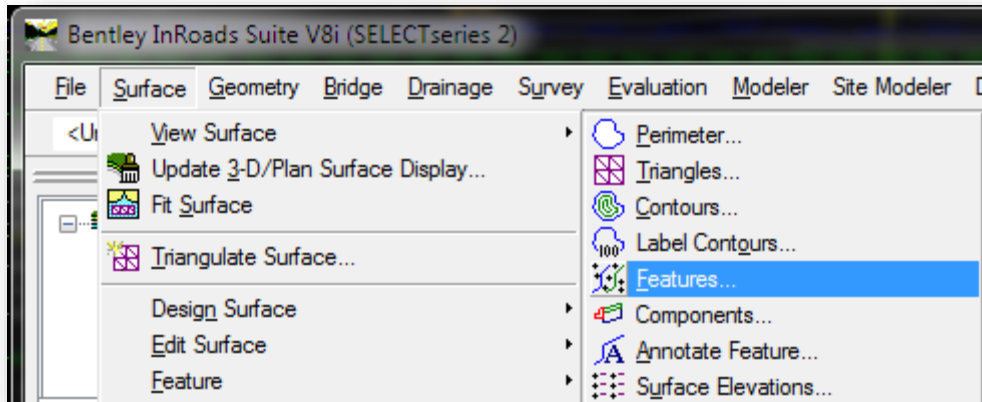 Bentley InRoads Suite V8i (SELECTseries 2)
File Surface Geometry Bridge Drainage Survey Evaluation Modeler Site Modeler
View Surface
Update 3-D/Plan Surface Display...
Fit Surface
Triangulate Surface...
Design Surface
Edit Surface
Feature
Perimeter...
Triangles...
Contours...
100
Label Contours...
Features...
Components...
A Annotate Feature...
Surface Elevations...